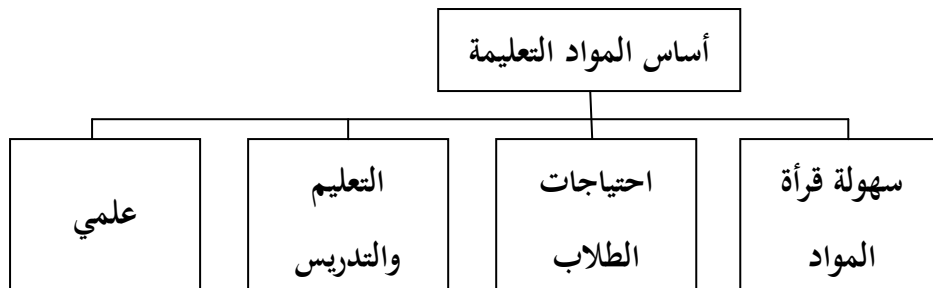 أساس المواد التعليمة
سهولة قرأة
المواد
احتياجات
الطلاب
التعليم
والتدريس
علمي